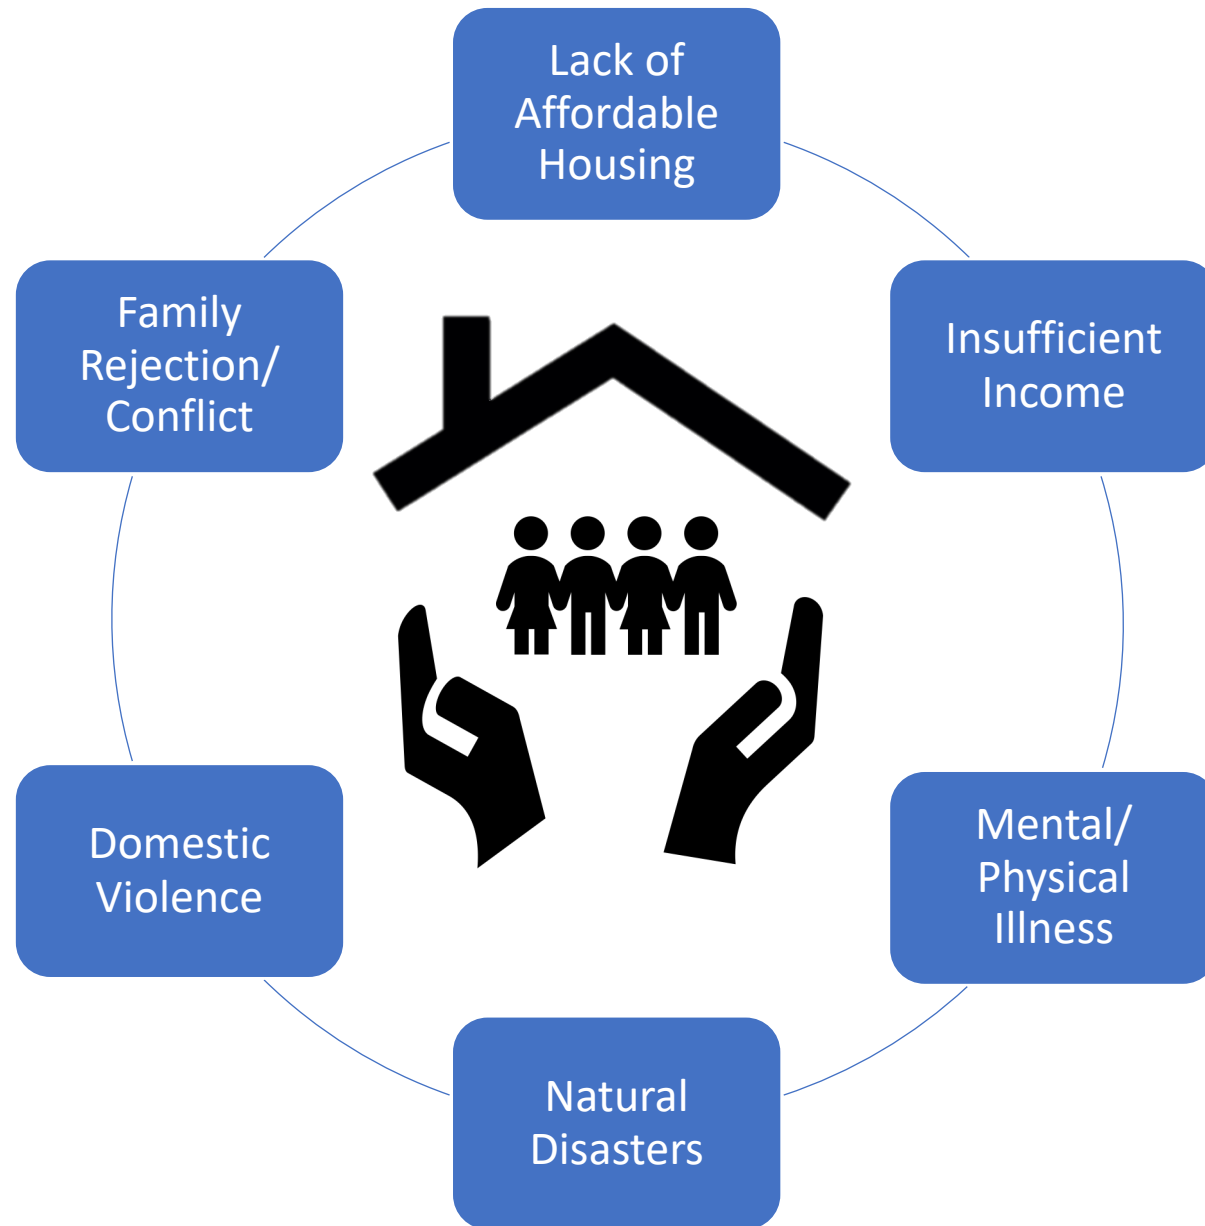 Lack of
Affordable
Housing
Insufficient
Income
Mental/
Physical
Illness
Natural
Disasters
Domestic
Violence
Family
Rejection/
Conflict